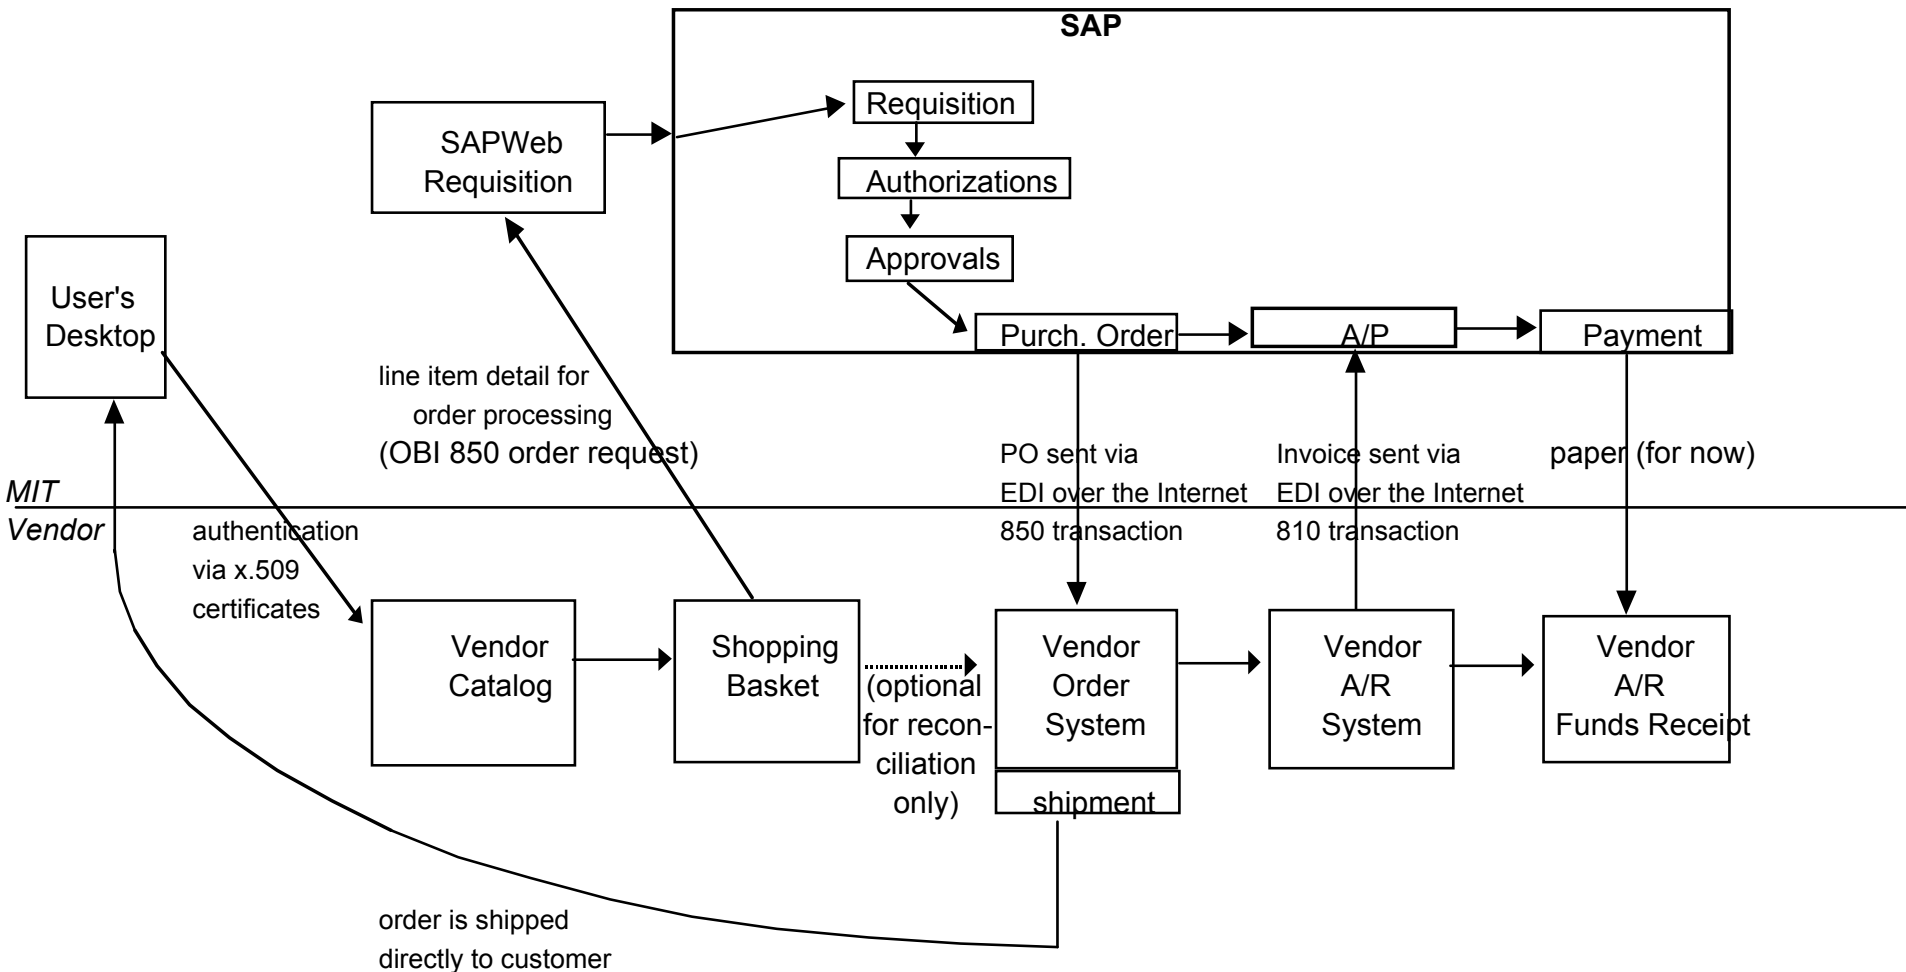 SAP
Requisition
SAPWeb
Requisition
Authorizations
Approvals
User's
Desktop
Purch. Order
A/P
Payment
line item detail for
order processing
(OBI 850 order request)
PO sent via
EDI over the Internet
850 transaction
Invoice sent via
EDI over the Internet
810 transaction
paper (for now)
MIT
Vendor
authentication
via x.509
certificates
Vendor
Catalog
Shopping
Basket
(optional
for recon-
ciliation
only)
Vendor
Order
System
shipment
Vendor
A/R
System
Vendor
A/R
Funds Receipt
order is shipped
directly to customer